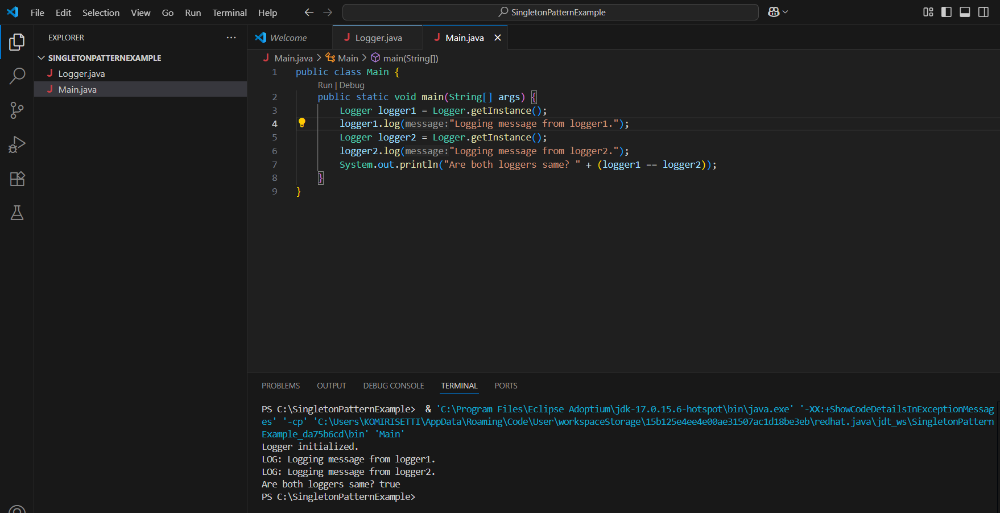 File Edit Selection View Go Run Terminal Help
SingletonPatternExample
EXPLORER
SINGLETONPATTERNEXAMPLE
J Logger.java
J Main.java
Welcome
J Logger.java
J Main.java
J Main.java > Main > main(String[])
1 public class Main {
Run | Debug
2 public static void main(String[] args) {
3 Logger logger1 = Logger.getInstance();
4 logger1.log(message:"Logging message from logger1.");
5 Logger logger2 = Logger.getInstance();
6 logger2.log(message:"Logging message from logger2.");
7 System.out.println("Are both loggers same? " + (logger1 == logger2));
8 }
9 }
PROBLEMS OUTPUT DEBUG CONSOLE TERMINAL PORTS
PS C:\SingletonPatternExample>  & 'C:\Program Files\Eclipse Adoptium\jdk-17.0.15.6-hotspot\bin\java.exe' '-XX:+ShowCodeDetailsInExceptionMessag
es' '-cp' 'C:\Users\KOMIRISETTI\AppData\Roaming\Code\User\workspaceStorage\15b125e4ee4e00ae31507ac1d18be3eb\redhat.java\jdt_ws\SingletonPattern
Example_da75b6cd\bin' 'Main'
Logger initialized.
LOG: Logging message from logger1.
LOG: Logging message from logger2.
Are both loggers same? true
PS C:\SingletonPatternExample>